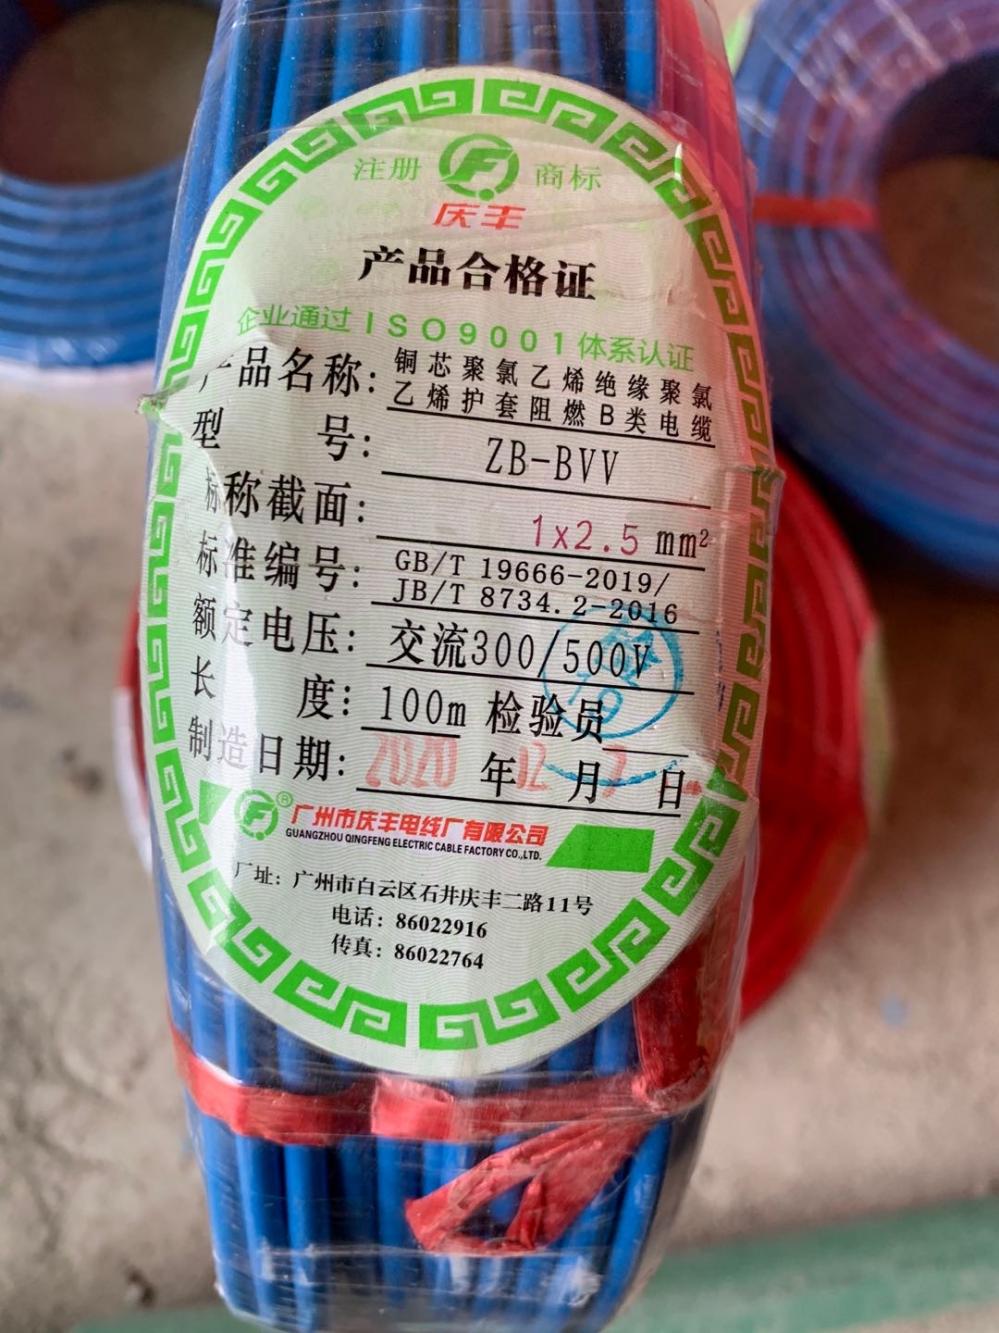 注册 商标
庆丰
产品合格证
企业通过ISO9001体系认证
产品名称: 铜芯聚氯乙烯绝缘聚氯
乙烯护套阻燃B类电缆
型 号: ZB-BVV
标称截面: 1x2.5 mm²
标准编号: GB/T 19666-2019/
JB/T 8734.2-2016
额定电压: 交流300/500V
长 度: 100m 检验员
制造日期: 2020 年 12 月 7 日
® 广州市庆丰电线厂有限公司
GUANGZHOU QINGFENG ELECTRIC CABLE FACTORY CO.,LTD.
厂址: 广州市白云区石井庆丰二路11号
电话: 86022916
传真: 86022764